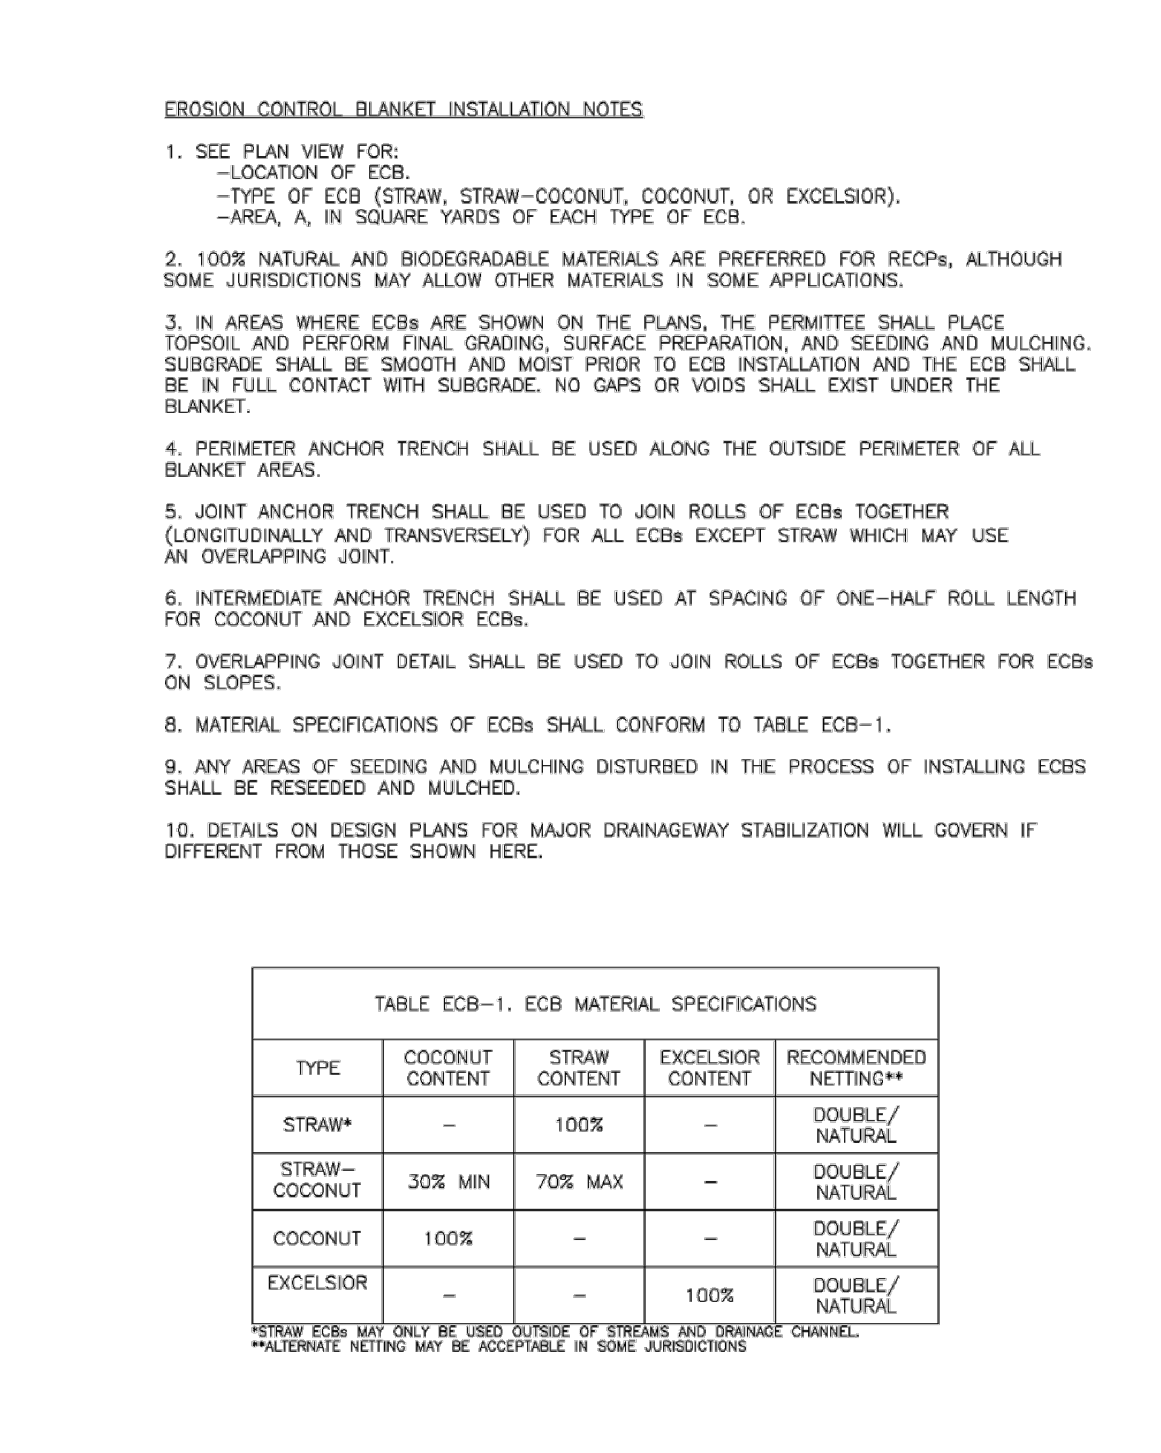 EROSION CONTROL BLANKET INSTALLATION NOTES
1. SEE PLAN VIEW FOR:
-LOCATION OF ECB.
-TYPE OF ECB (STRAW, STRAW-COCONUT, COCONUT, OR EXCELSIOR).
-AREA, A, IN SQUARE YARDS OF EACH TYPE OF ECB.
2. 100% NATURAL AND BIODEGRADABLE MATERIALS ARE PREFERRED FOR RECPs, ALTHOUGH
SOME JURISDICTIONS MAY ALLOW OTHER MATERIALS IN SOME APPLICATIONS.
3. IN AREAS WHERE ECBs ARE SHOWN ON THE PLANS, THE PERMITTEE SHALL PLACE
TOPSOIL AND PERFORM FINAL GRADING, SURFACE PREPARATION, AND SEEDING AND MULCHING.
SUBGRADE SHALL BE SMOOTH AND MOIST PRIOR TO ECB INSTALLATION AND THE ECB SHALL
BE IN FULL CONTACT WITH SUBGRADE. NO GAPS OR VOIDS SHALL EXIST UNDER THE
BLANKET.
4. PERIMETER ANCHOR TRENCH SHALL BE USED ALONG THE OUTSIDE PERIMETER OF ALL
BLANKET AREAS.
5. JOINT ANCHOR TRENCH SHALL BE USED TO JOIN ROLLS OF ECBs TOGETHER
(LONGITUDINALLY AND TRANSVERSELY) FOR ALL ECBs EXCEPT STRAW WHICH MAY USE
AN OVERLAPPING JOINT.
6. INTERMEDIATE ANCHOR TRENCH SHALL BE USED AT SPACING OF ONE-HALF ROLL LENGTH
FOR COCONUT AND EXCELSIOR ECBs.
7. OVERLAPPING JOINT DETAIL SHALL BE USED TO JOIN ROLLS OF ECBs TOGETHER FOR ECBs
ON SLOPES.
8. MATERIAL SPECIFICATIONS OF ECBs SHALL CONFORM TO TABLE ECB-1.
9. ANY AREAS OF SEEDING AND MULCHING DISTURBED IN THE PROCESS OF INSTALLING ECBS
SHALL BE RESEEDED AND MULCHED.
10. DETAILS ON DESIGN PLANS FOR MAJOR DRAINAGEWAY STABILIZATION WILL GOVERN IF
DIFFERENT FROM THOSE SHOWN HERE.
TABLE ECB-1. ECB MATERIAL SPECIFICATIONS
TYPE
COCONUT
CONTENT
STRAW
CONTENT
EXCELSIOR
CONTENT
RECOMMENDED
NETTING**
STRAW*
-
100%
-
DOUBLE/
NATURAL
STRAW-
COCONUT
30% MIN
70% MAX
-
DOUBLE/
NATURAL
COCONUT
100%
-
-
DOUBLE/
NATURAL
EXCELSIOR
-
-
100%
DOUBLE/
NATURAL
*STRAW ECBs MAY ONLY BE USED OUTSIDE OF STREAMS AND DRAINAGE CHANNEL.
**ALTERNATE NETTING MAY BE ACCEPTABLE IN SOME JURISDICTIONS